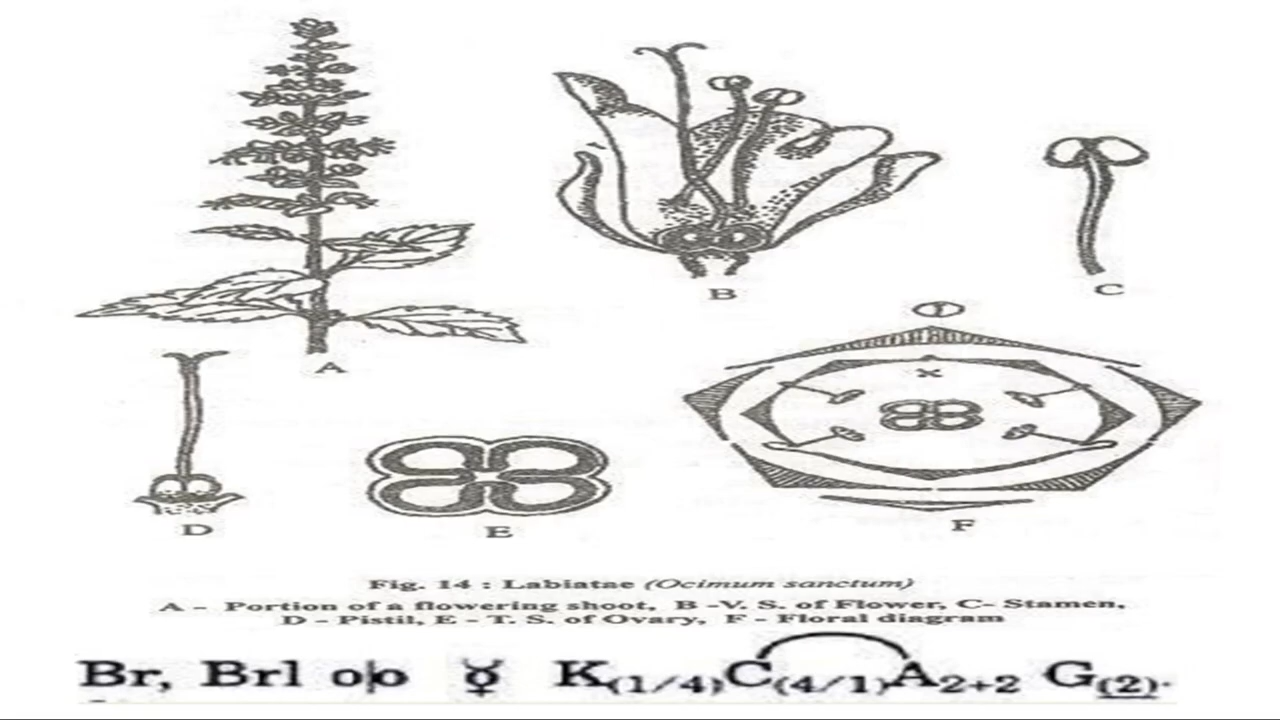 A
B
C
D
E
F
Fig. 14 : Labiatae (Ocimum sanctum)
A - Portion of a flowering shoot, B -V. S. of Flower, C- Stamen,
D - Pistil, E - T. S. of Ovary, F - Floral diagram
Br, Brl o|o ☿ K(1/4)C(4/1)A2+2 G(2).